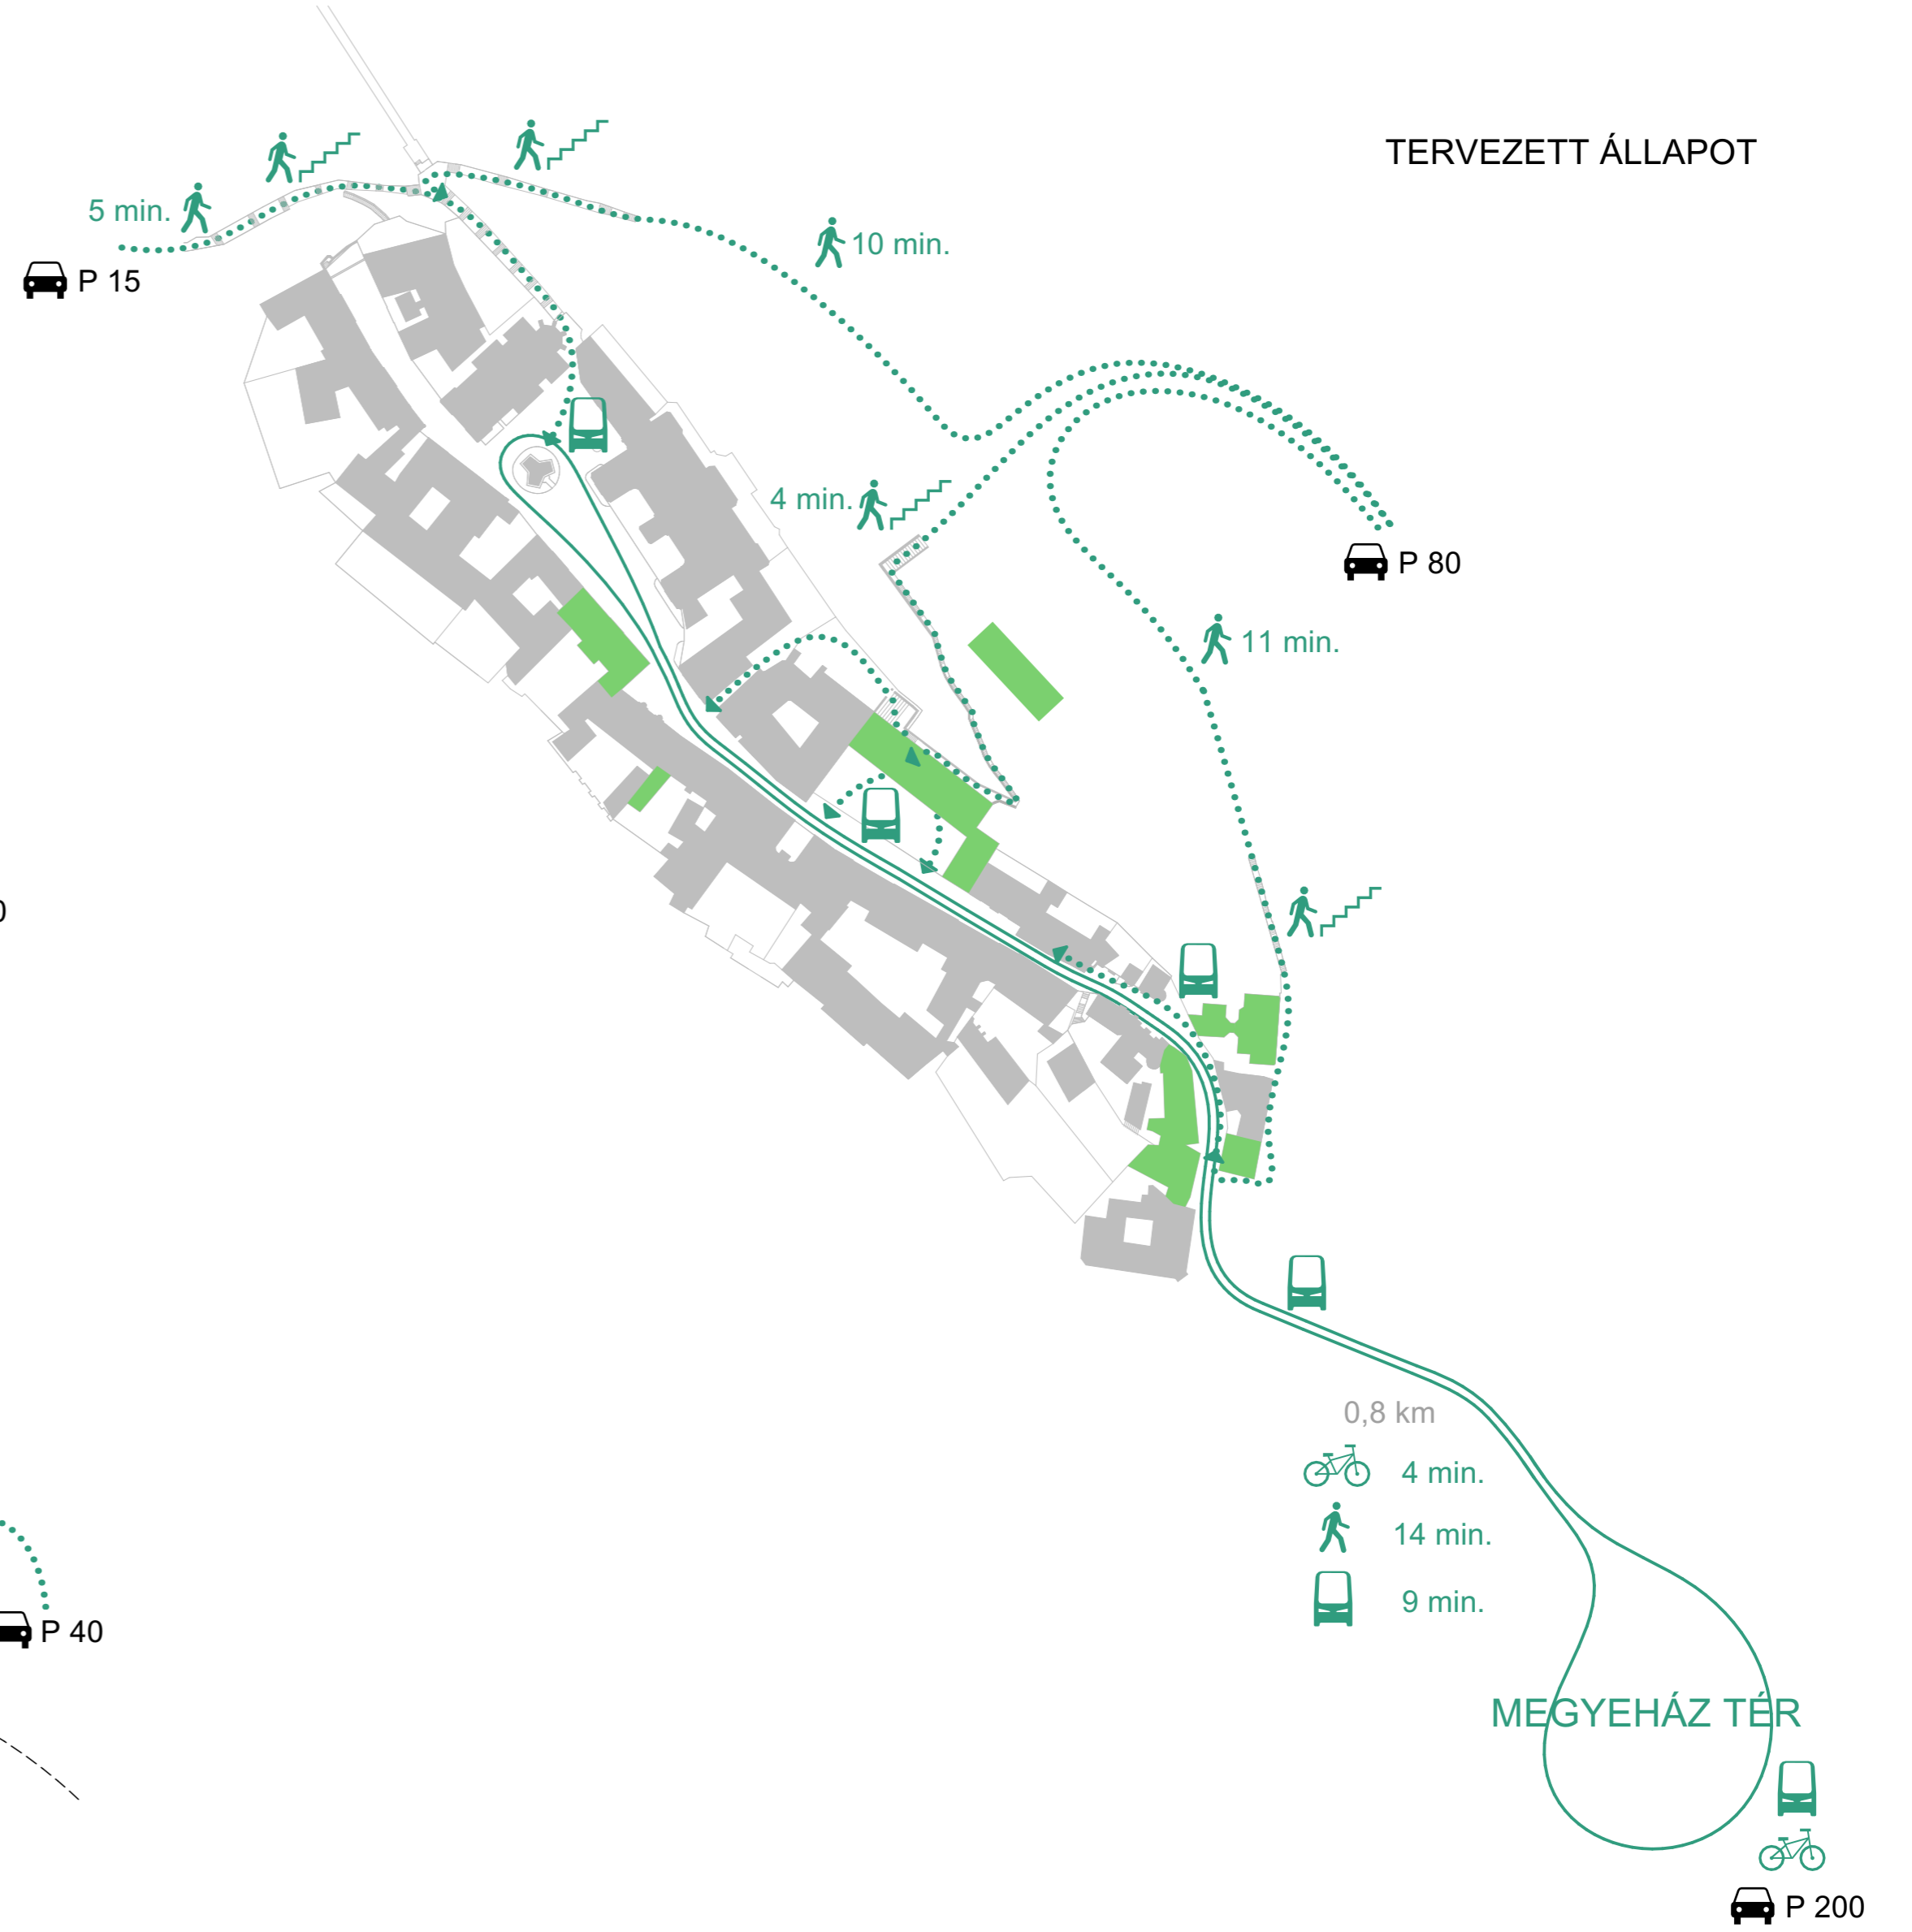 TERVEZETT ÁLLAPOT
5 min.
10 min.
P 15
4 min.
P 80
11 min.
0
0,8 km
4 min.
14 min.
9 min.
P 40
MEGYEHÁZ TÉR
P 200